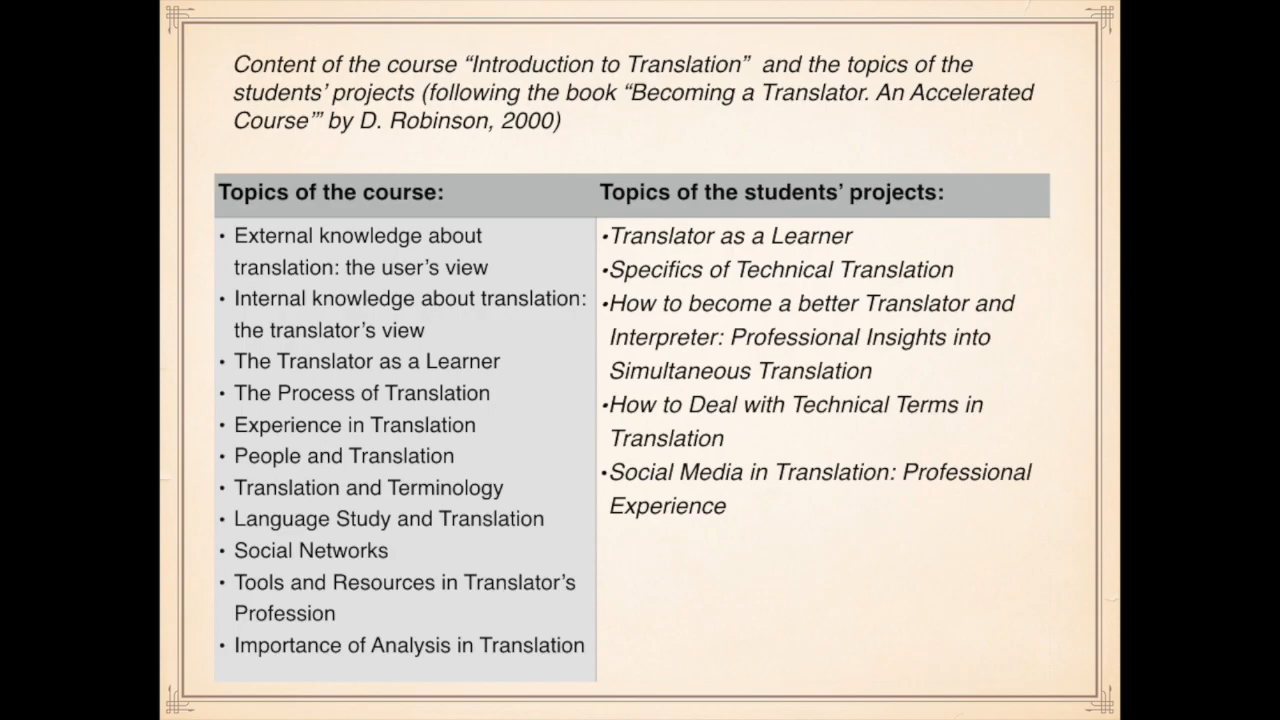 Content of the course “Introduction to Translation”  and the topics of the
students’ projects (following the book “Becoming a Translator. An Accelerated
Course’” by D. Robinson, 2000)
Topics of the course:
• External knowledge about
translation: the user’s view
• Internal knowledge about translation:
the translator’s view
• The Translator as a Learner
• The Process of Translation
• Experience in Translation
• People and Translation
• Translation and Terminology
• Language Study and Translation
• Social Networks
• Tools and Resources in Translator’s
Profession
• Importance of Analysis in Translation
Topics of the students’ projects:
•Translator as a Learner
•Specifics of Technical Translation
•How to become a better Translator and
Interpreter: Professional Insights into
Simultaneous Translation
•How to Deal with Technical Terms in
Translation
•Social Media in Translation: Professional
Experience